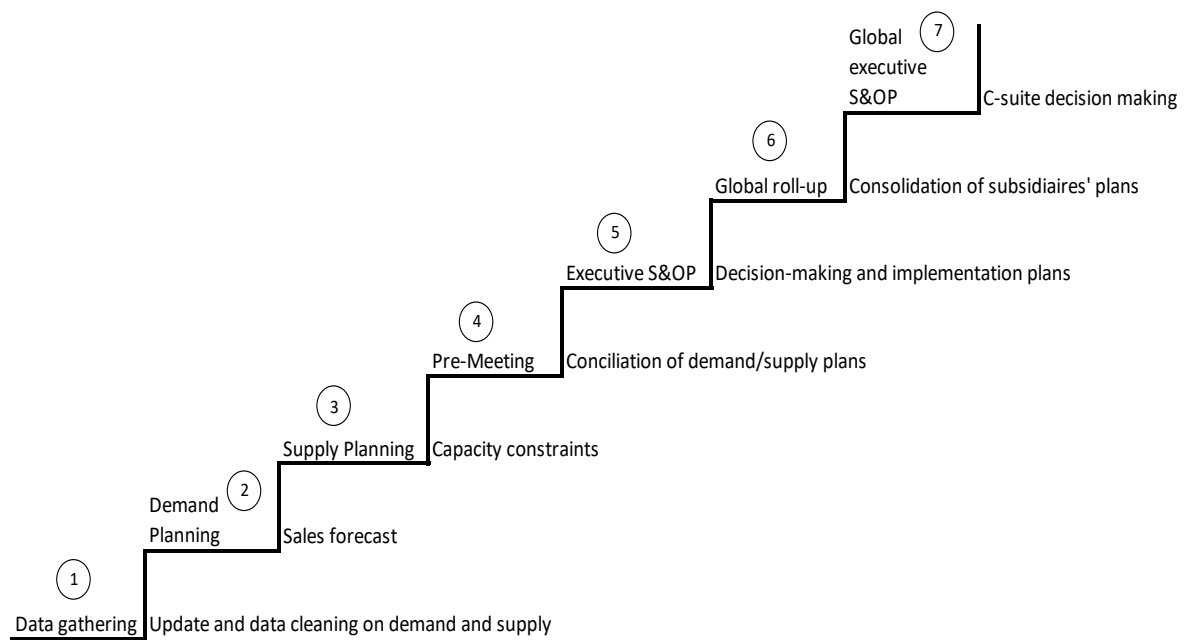 Global 7
executive
S&OP
C-suite decision making
6
Global roll-up
Consolidation of subsidiaires' plans
5
Executive S&OP
Decision-making and implementation plans
4
Pre-Meeting
Conciliation of demand/supply plans
3
Supply Planning
Capacity constraints
Demand 2
Planning
Sales forecast
1
Data gathering
Update and data cleaning on demand and supply